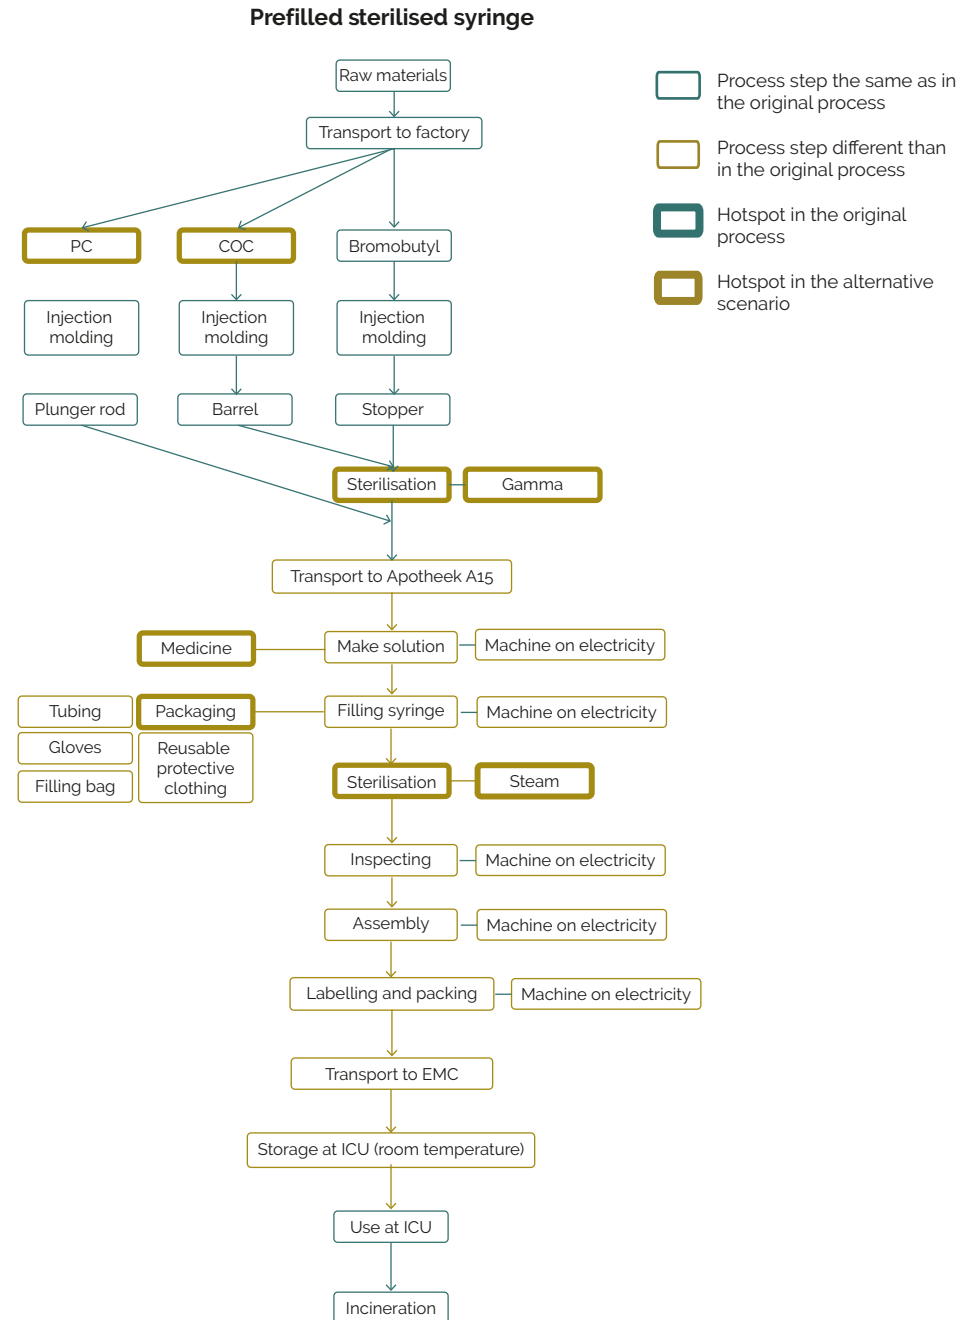 Prefilled sterilised syringe
Raw materials
Transport to factory
PC
COC
Bromobutyl
Injection
molding
Injection
molding
Injection
molding
Plunger rod
Barrel
Stopper
Sterilisation
Gamma
Transport to Apotheek A15
Medicine
Make solution
Machine on electricity
Tubing
Packaging
Filling syringe
Machine on electricity
Gloves
Reusable
protective
clothing
Filling bag
Sterilisation
Steam
Inspecting
Machine on electricity
Assembly
Machine on electricity
Labelling and packing
Machine on electricity
Transport to EMC
Storage at ICU (room temperature)
Use at ICU
Incineration
Process step the same as in
the original process
Process step different than
in the original process
Hotspot in the original
process
Hotspot in the alternative
scenario